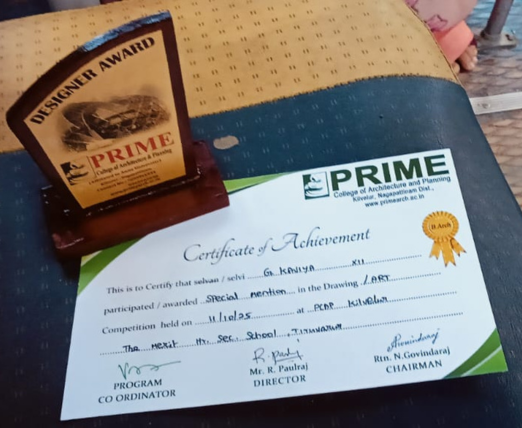 DESIGNER AWARD
PRIME
College of Architecture & Planning
PRIME
College of Architecture and Planning
Kilvelur, Nagapattinam Dist.,
www.primearch.ac.in
B.Arch
Certificate of Achievement
This is to Certify that selvan / selvi G. KAVIYA XII
participated / awarded Special mention in the Drawing / ART
Competition held on 11/10/25 at PCAP Kilvelur
The Merit Hr. Sec. School, Tiruvarur
PROGRAM
CO ORDINATOR
R. Paulraj
Mr. R. Paulraj
DIRECTOR
Rtn. N.Govindaraj
CHAIRMAN